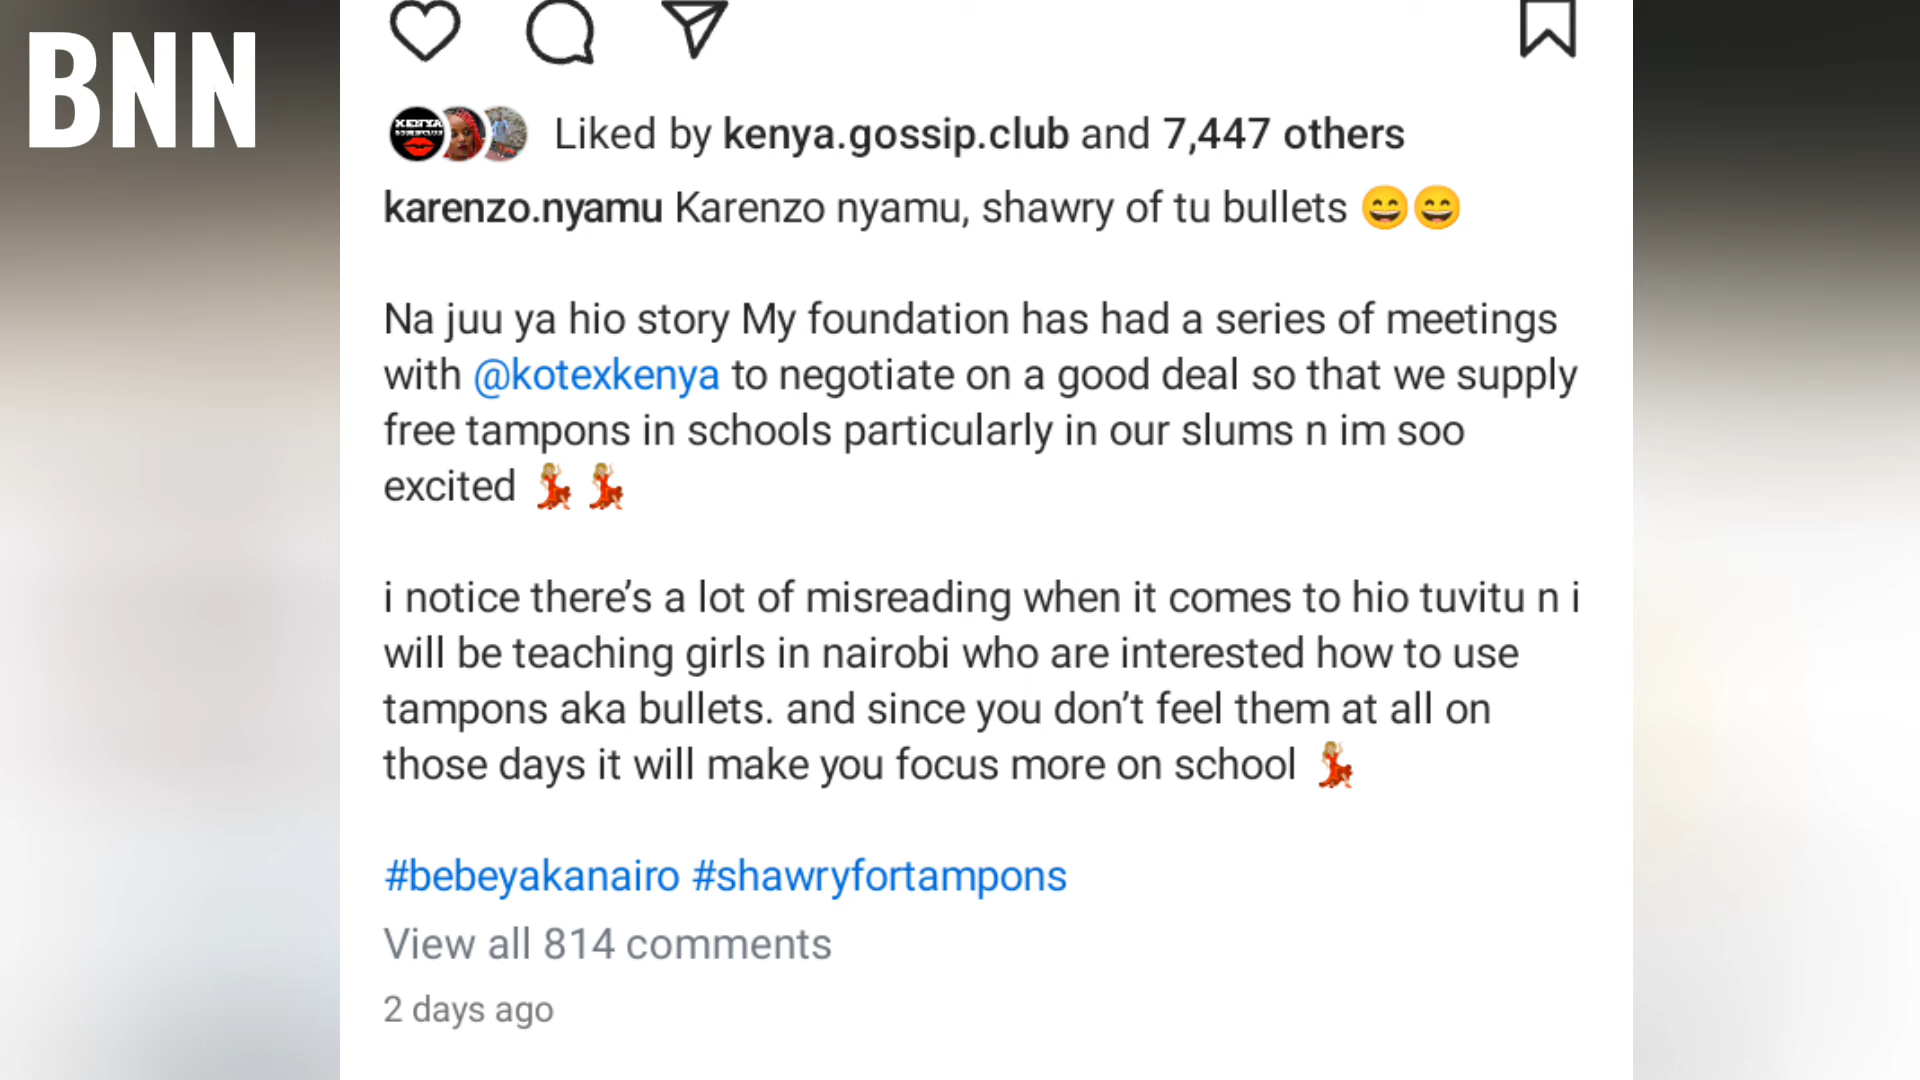 BNN
KENYA
Liked by kenya.gossip.club and 7,447 others
karenzo.nyamu Karenzo nyamu, shawry of tu bullets 😄😄
Na juu ya hio story My foundation has had a series of meetings
with @kotexkenya to negotiate on a good deal so that we supply
free tampons in schools particularly in our slums n im soo
excited 💃💃
i notice there’s a lot of misreading when it comes to hio tuvitu n i
will be teaching girls in nairobi who are interested how to use
tampons aka bullets. and since you don’t feel them at all on
those days it will make you focus more on school 💃
#bebeyakanairo #shawryfortampons
View all 814 comments
2 days ago